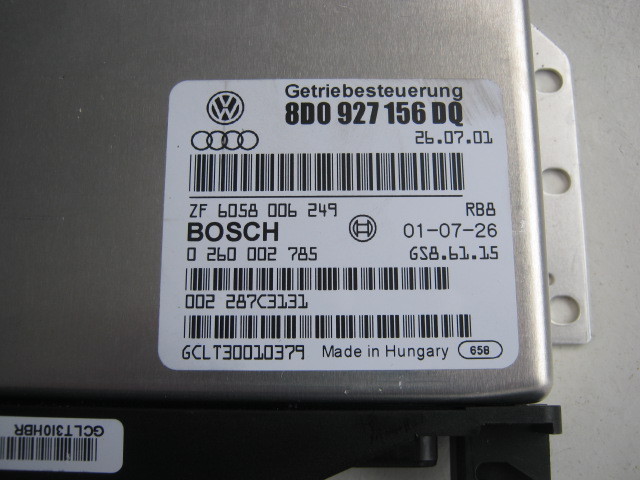 Getriebesteuerung
8D0 927 156 DQ
26.07.01
ZF 6058 006 249 RB8
BOSCH 01-07-26
0 260 002 785 GS8.61.15
002 287C3131
GCLT30010379 Made in Hungary 658
GCLT3I0HBR